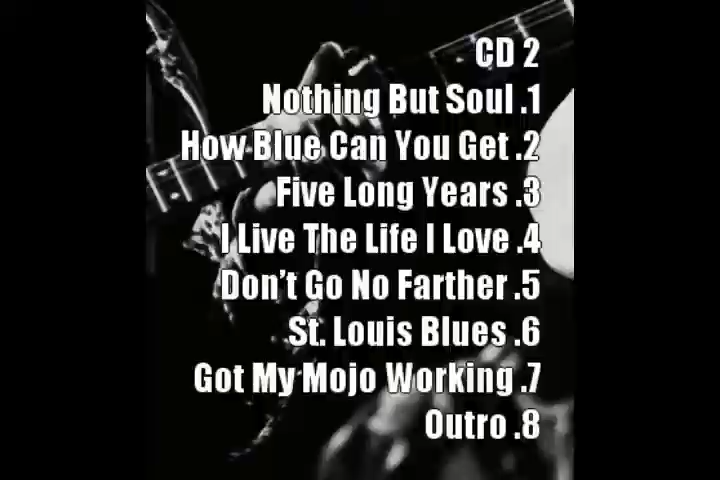 CD 2
Nothing But Soul .1
How Blue Can You Get .2
Five Long Years .3
I Live The Life I Love .4
Don't Go No Farther .5
St. Louis Blues .6
Got My Mojo Working .7
Outro .8